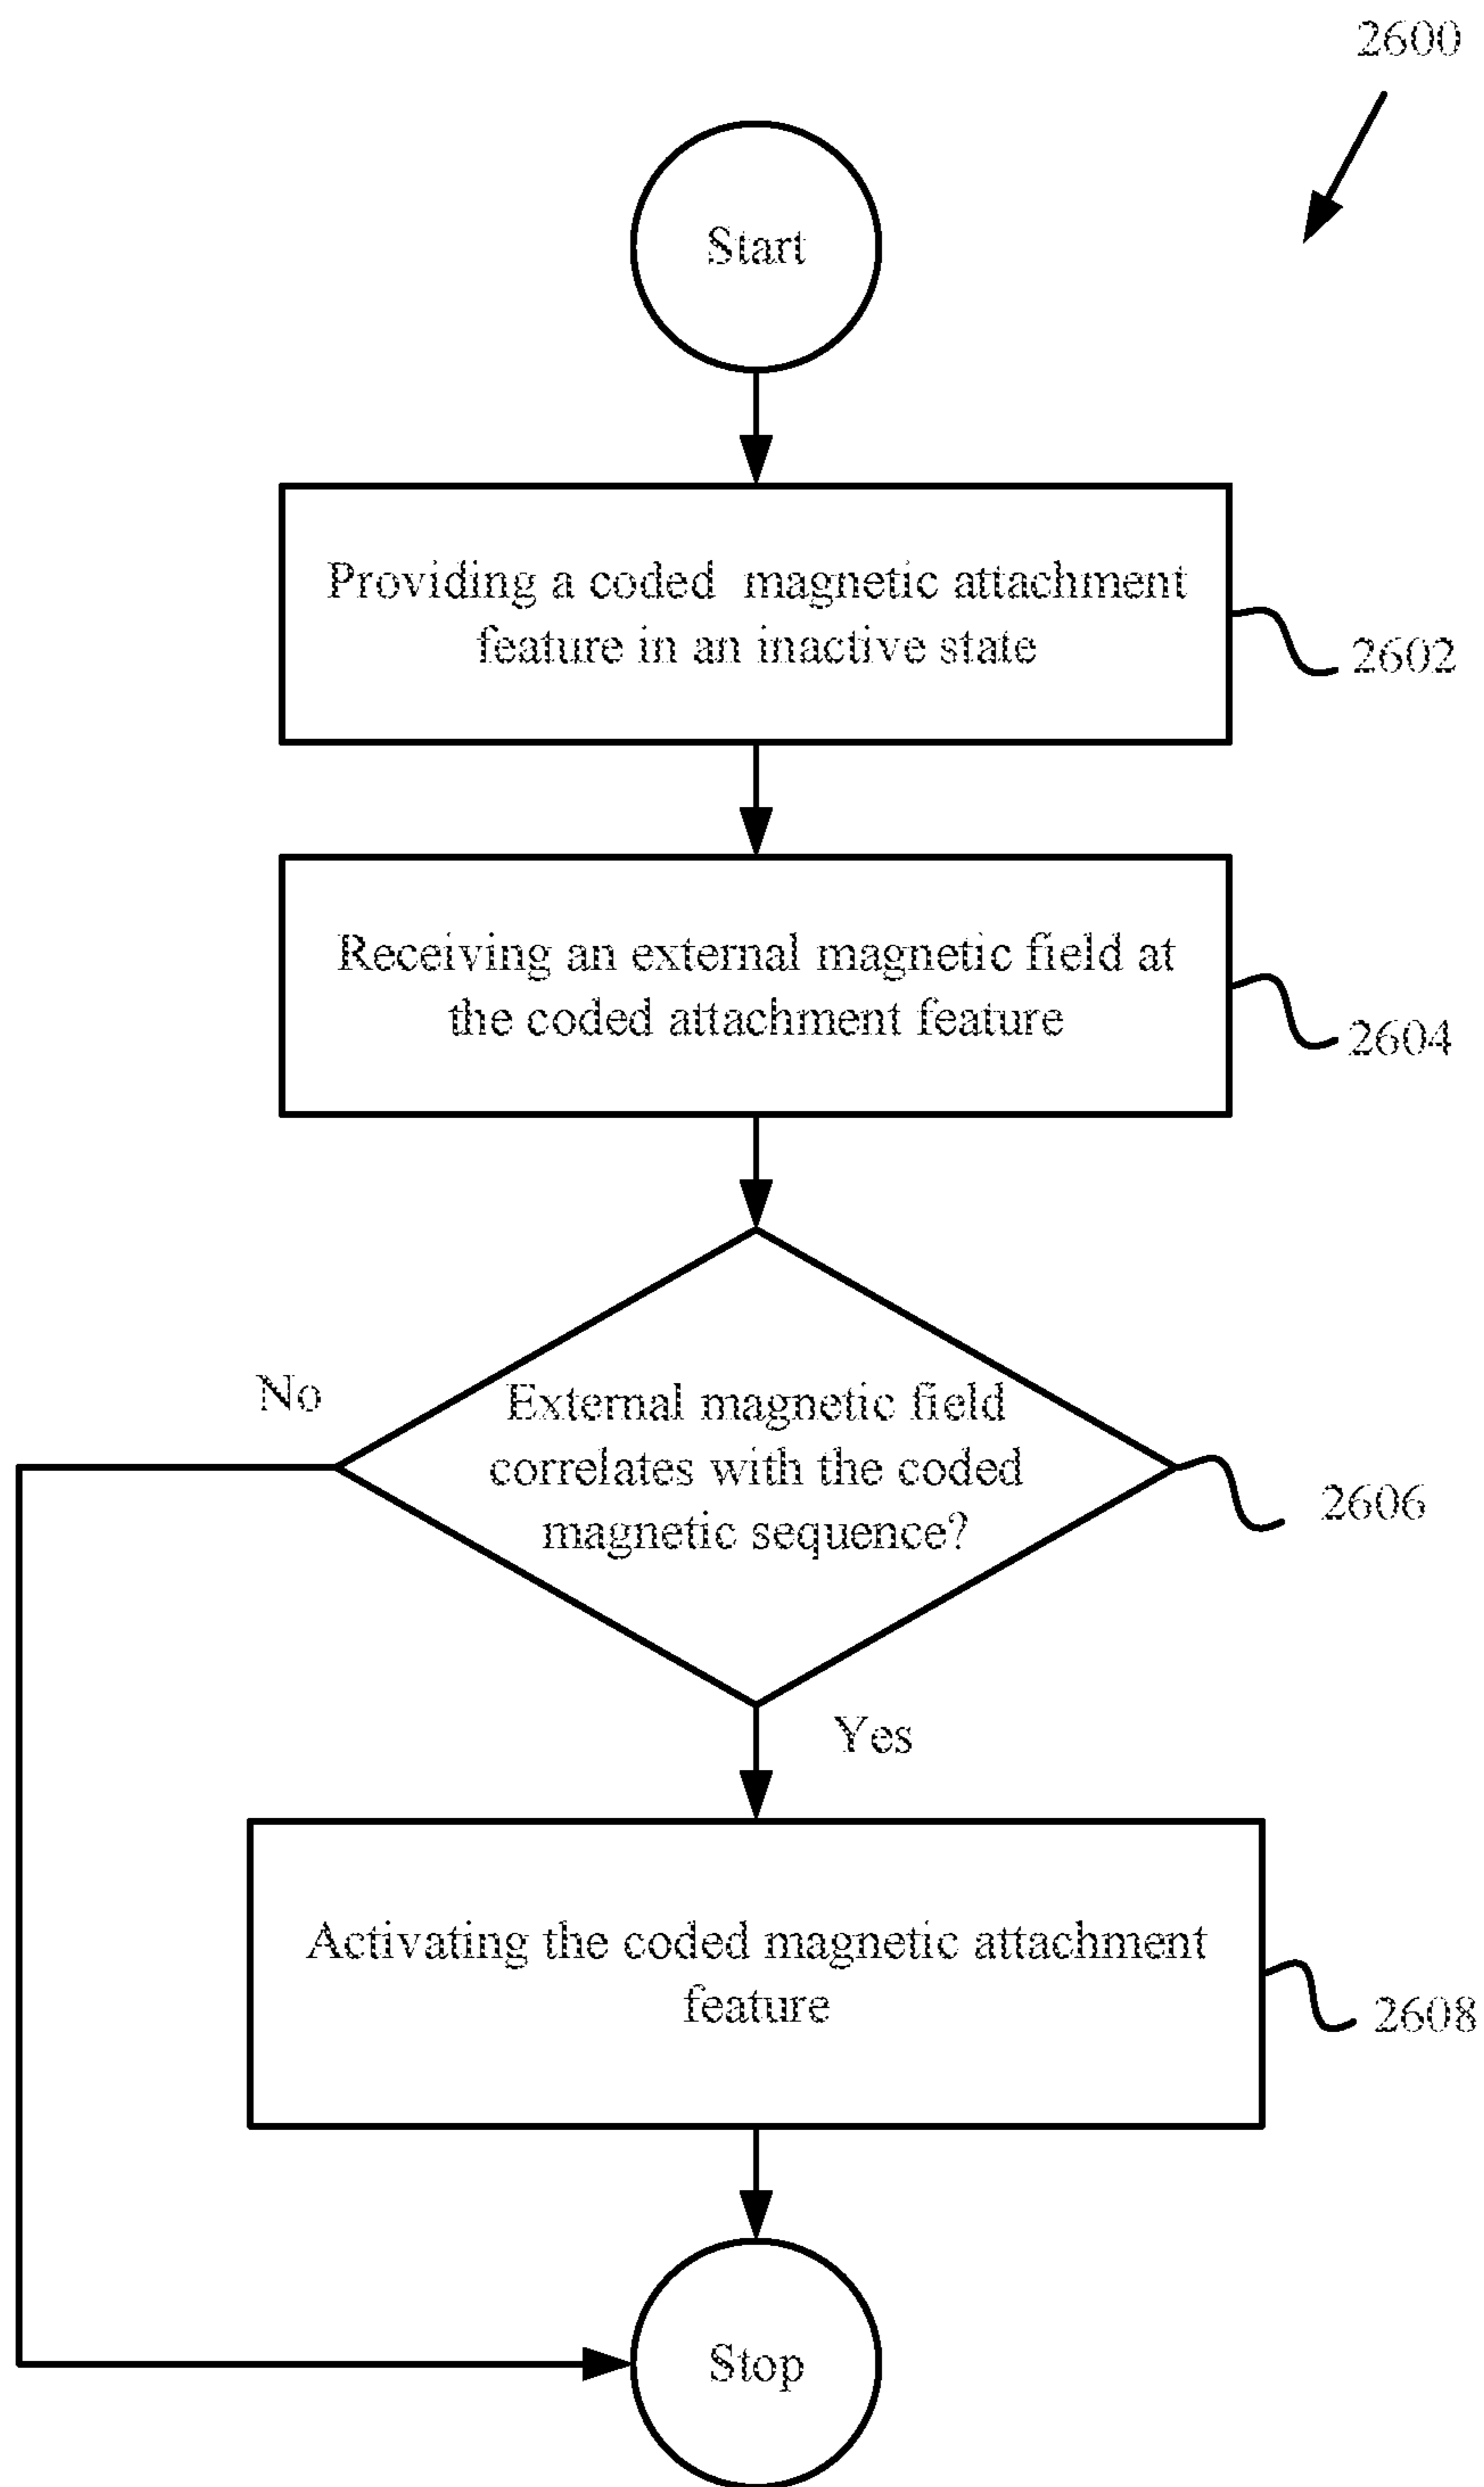 2600
Start
Providing a coded magnetic attachment
feature in an inactive state
2602
Receiving an external magnetic field at
the coded attachment feature
2604
No
External magnetic field
correlates with the coded
magnetic sequence?
2606
Yes
Activating the coded magnetic attachment
feature
2608
Stop